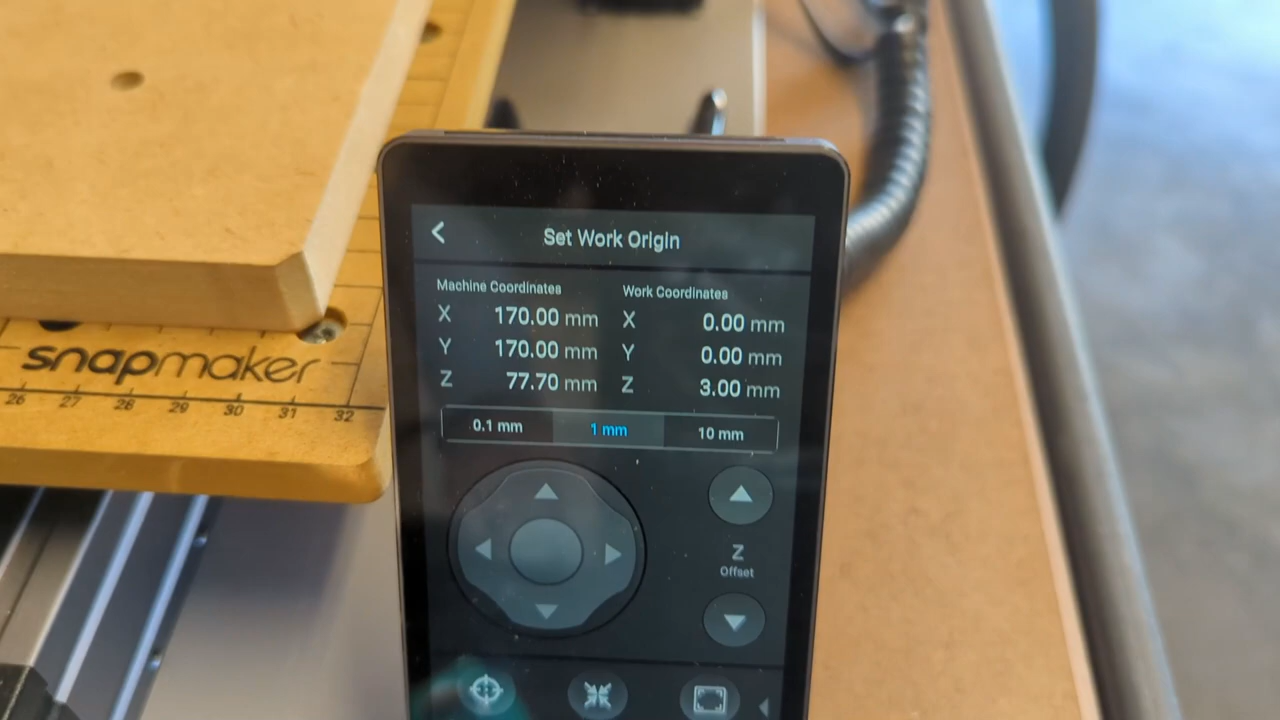 Set Work Origin
Machine Coordinates
X 170.00 mm
Y 170.00 mm
Z 77.70 mm
Work Coordinates
X 0.00 mm
Y 0.00 mm
Z 3.00 mm
0.1 mm 1 mm 10 mm
Z
Offset
snapmaker
26 27 28 29 30 31 32